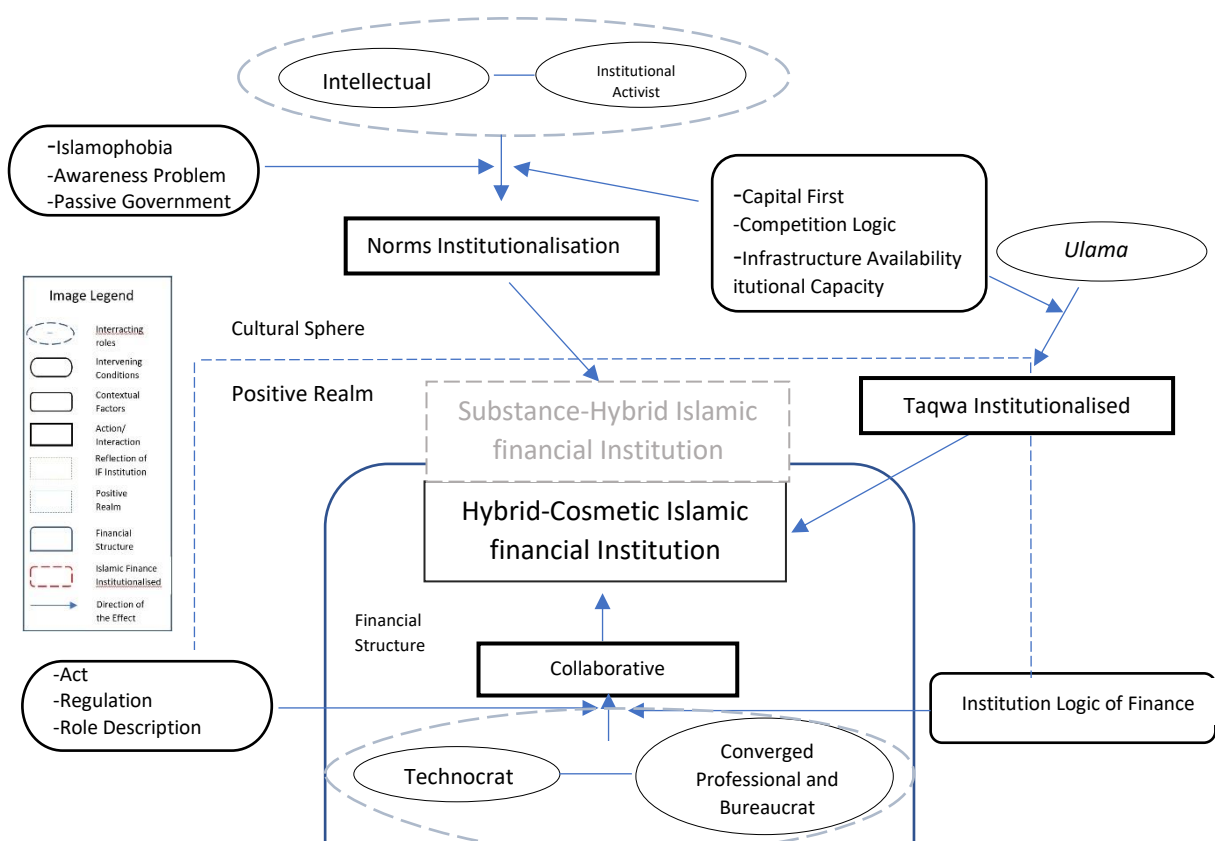 Intellectual
Institutional
Activist
-Islamophobia
-Awareness Problem
-Passive Government
-Capital First
-Competition Logic
-Infrastructure Availability
itutional Capacity
Ulama
Norms Institutionalisation
Image Legend
Interracting
roles
Intervening
Conditions
Contextual
Factors
Action/
Interaction
Reflection of
IF Institution
Positive
Realm
Financial
Structure
Islamic Finance
Institutionalised
Direction of
the Effect
Cultural Sphere
Positive Realm
Taqwa Institutionalised
Substance-Hybrid Islamic
financial Institution
Hybrid-Cosmetic Islamic
financial Institution
Financial
Structure
Collaborative
-Act
-Regulation
-Role Description
Institution Logic of Finance
Technocrat
Converged
Professional and
Bureaucrat